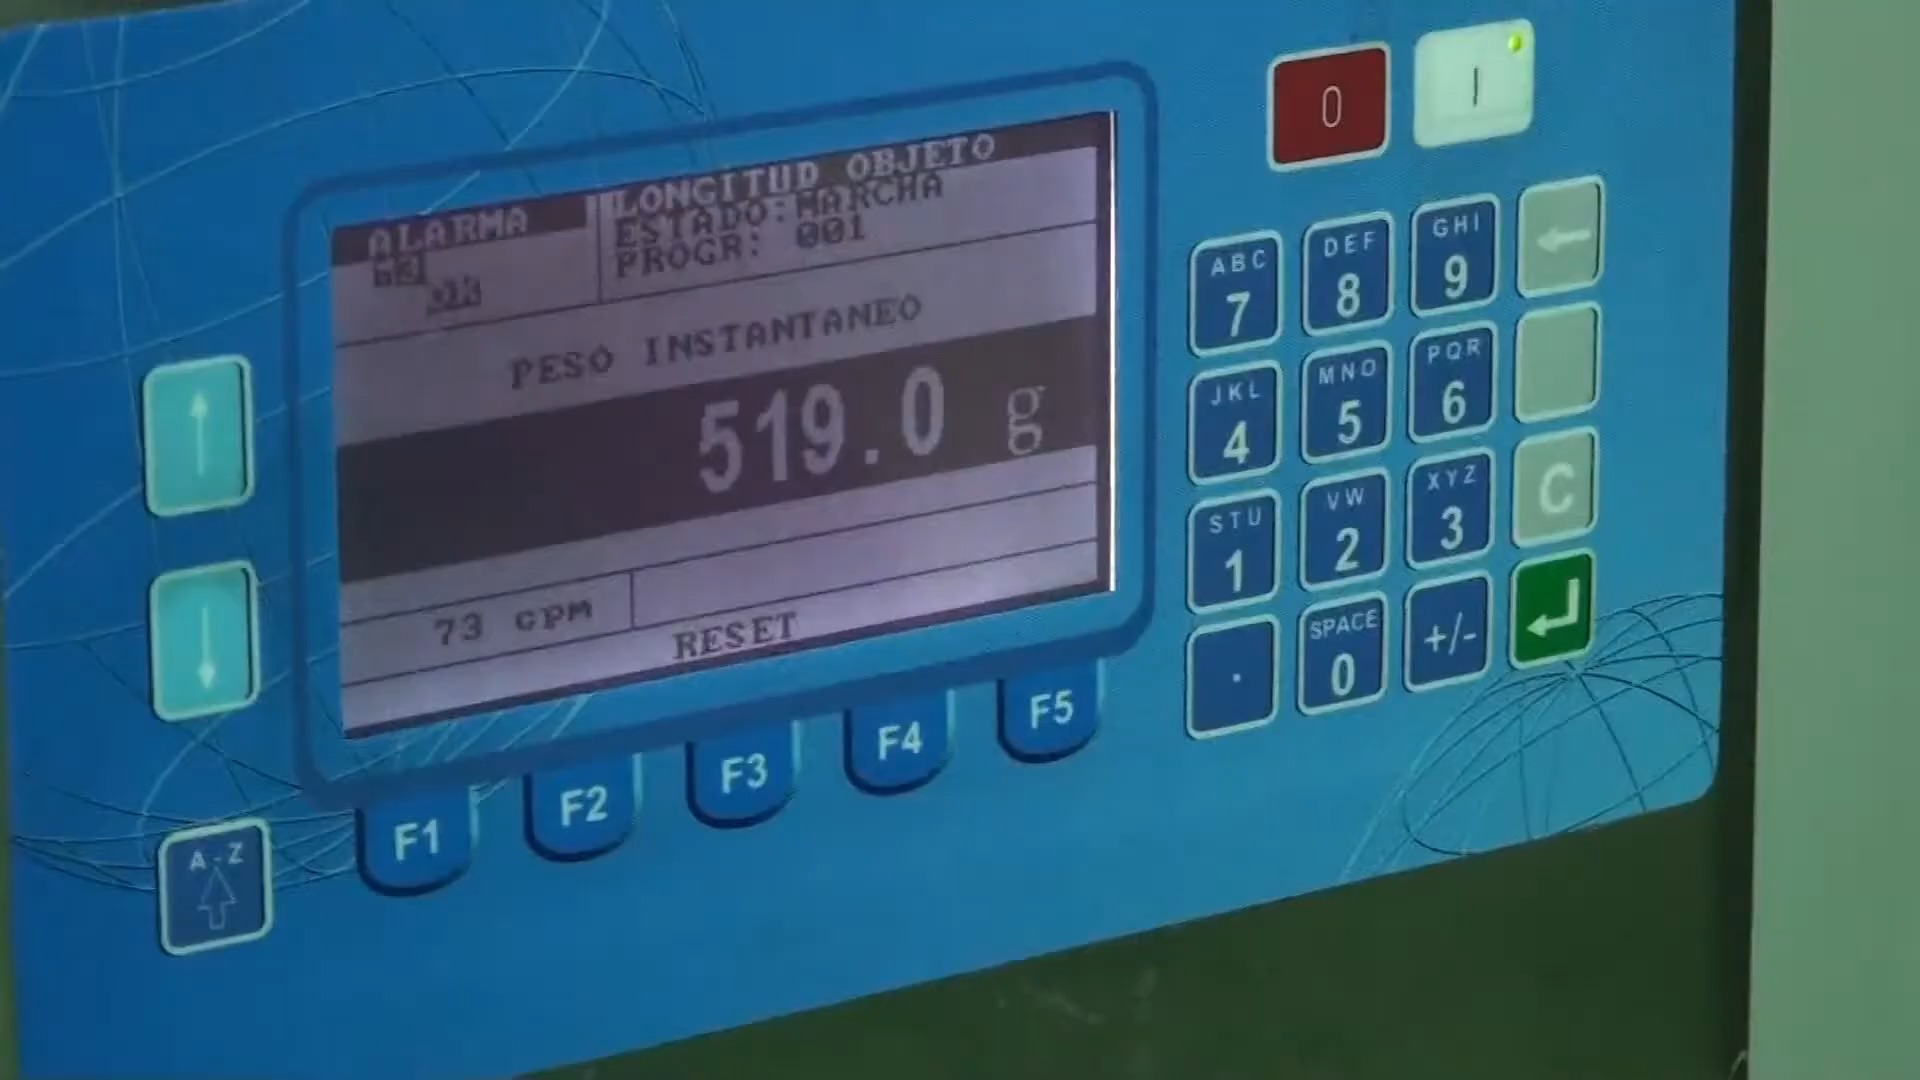 ALARMA
LONGITUD OBJETO
ESTADO: MARCHA
PROGR: 001
PESO INSTANTANEO
519.0 g
73 cpm
RESET
0 I
ABC 7 DEF 8 GHI 9
JKL 4 MNO 5 PQR 6
STU 1 VW 2 XYZ 3 C
. SPACE 0 +/-
A-Z
F1 F2 F3 F4 F5